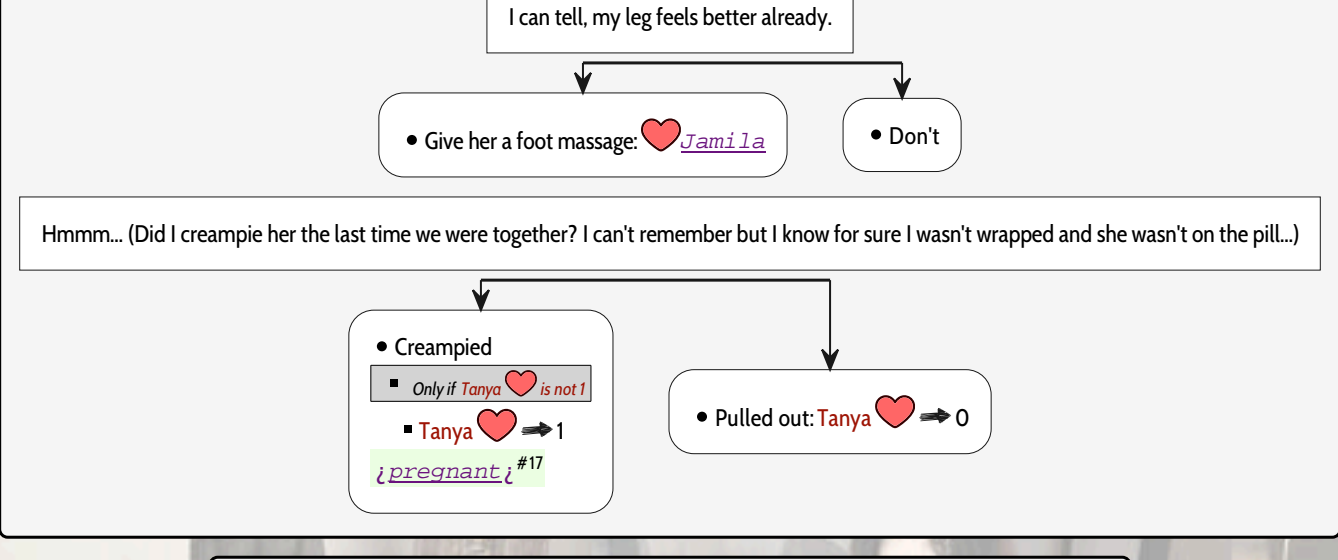 I can tell, my leg feels better already.
• Give her a foot massage: Jamila
• Don't
Hmmm... (Did I creampie her the last time we were together? I can't remember but I know for sure I wasn't wrapped and she wasn't on the pill...)
• Creampied
▪ Only if Tanya is not 1
▪ Tanya 1
¿pregnant¿ #17
• Pulled out: Tanya 0